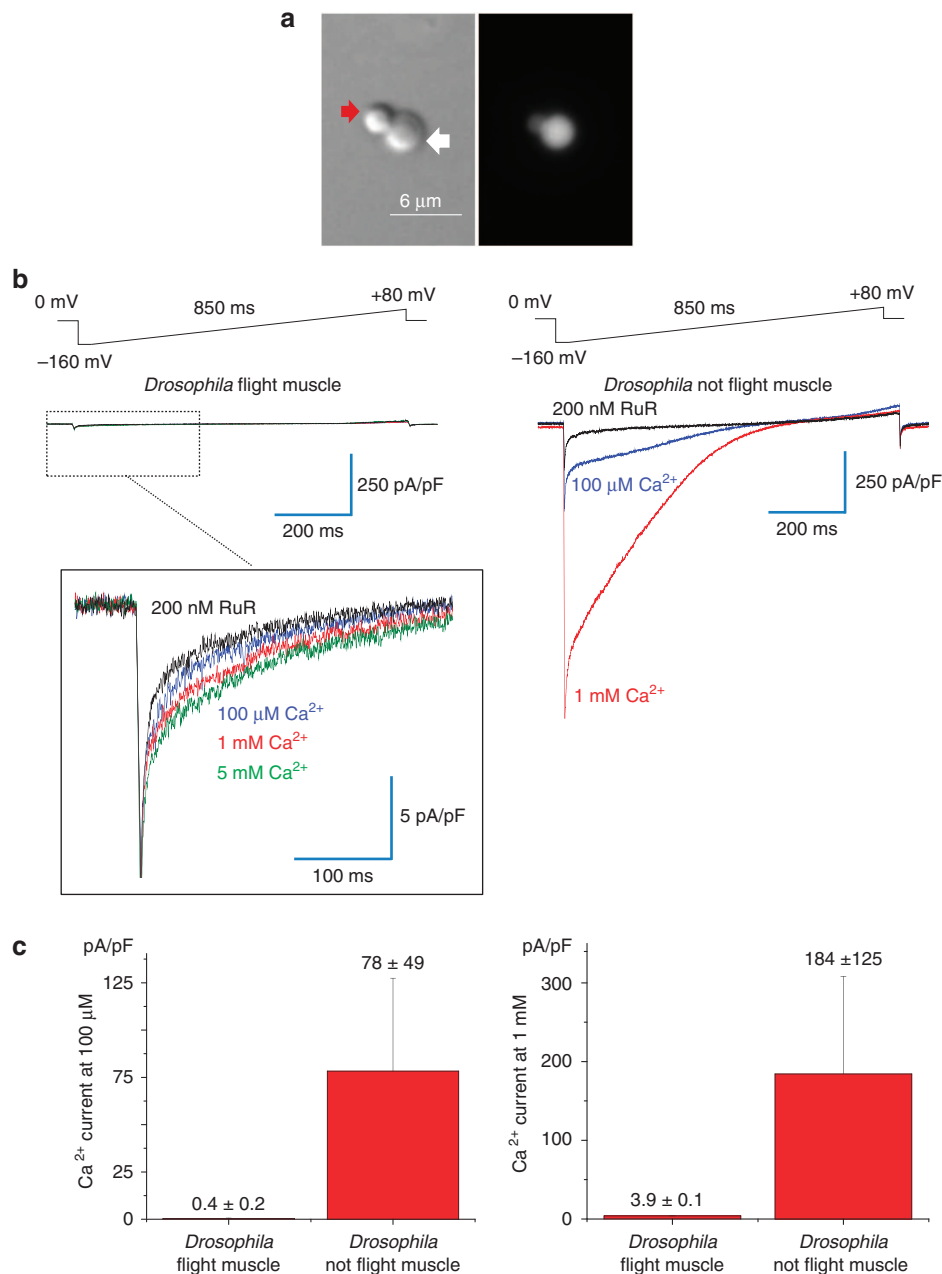 a
6 μm
b
0 mV
850 ms
+80 mV
−160 mV
Drosophila flight muscle
250 pA/pF
200 ms
200 nM RuR
100 μM Ca²⁺
1 mM Ca²⁺
5 mM Ca²⁺
5 pA/pF
100 ms
0 mV
850 ms
+80 mV
−160 mV
Drosophila not flight muscle
200 nM RuR
100 μM Ca²⁺
250 pA/pF
200 ms
1 mM Ca²⁺
c
pA/pF
Ca²⁺ current at 100 μM
125
75
25
0
0.4 ± 0.2
78 ± 49
Drosophila
flight muscle
Drosophila
not flight muscle
pA/pF
Ca²⁺ current at 1 mM
300
200
100
0
3.9 ± 0.1
184 ±125
Drosophila
flight muscle
Drosophila
not flight muscle